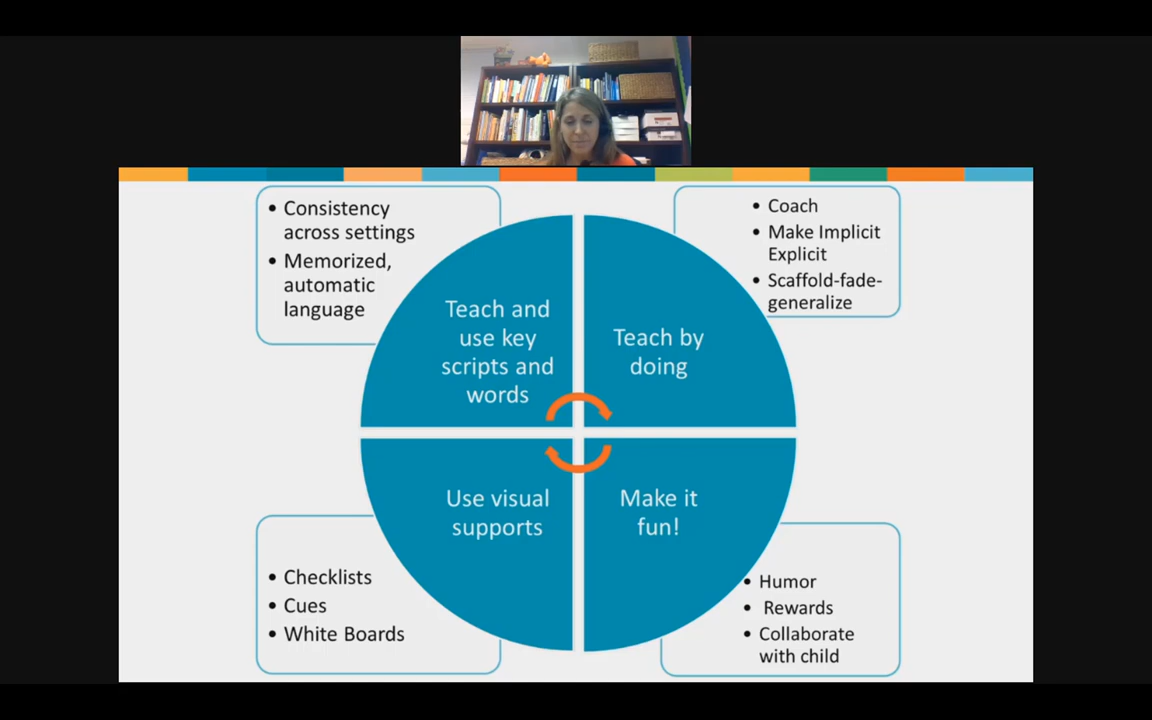 • Consistency
across settings
• Memorized,
automatic
language
• Coach
• Make Implicit
Explicit
• Scaffold-fade-
generalize
Teach and
use key
scripts and
words
Teach by
doing
Use visual
supports
Make it
fun!
• Checklists
• Cues
• White Boards
• Humor
• Rewards
• Collaborate
with child